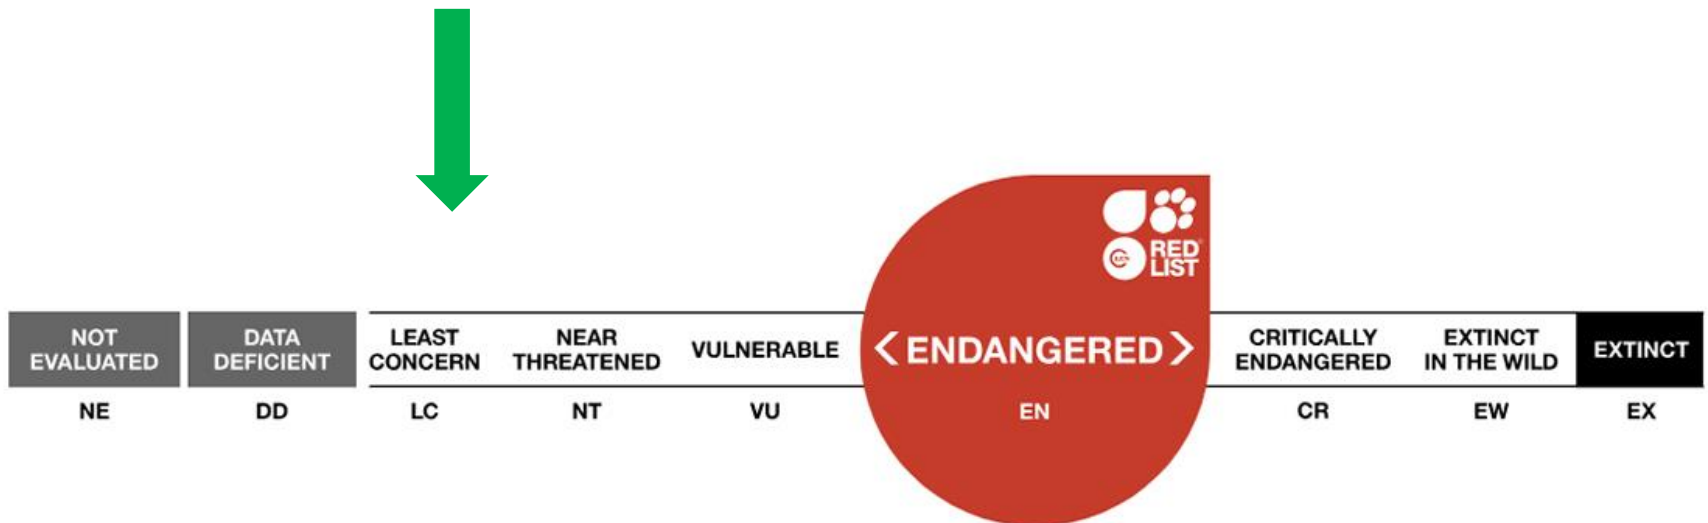 RED
LIST
NOT
EVALUATED
DATA
DEFICIENT
LEAST
CONCERN
NEAR
THREATENED
VULNERABLE
<ENDANGERED>
CRITICALLY
ENDANGERED
EXTINCT
IN THE WILD
EXTINCT
NE
DD
LC
NT
VU
EN
CR
EW
EX